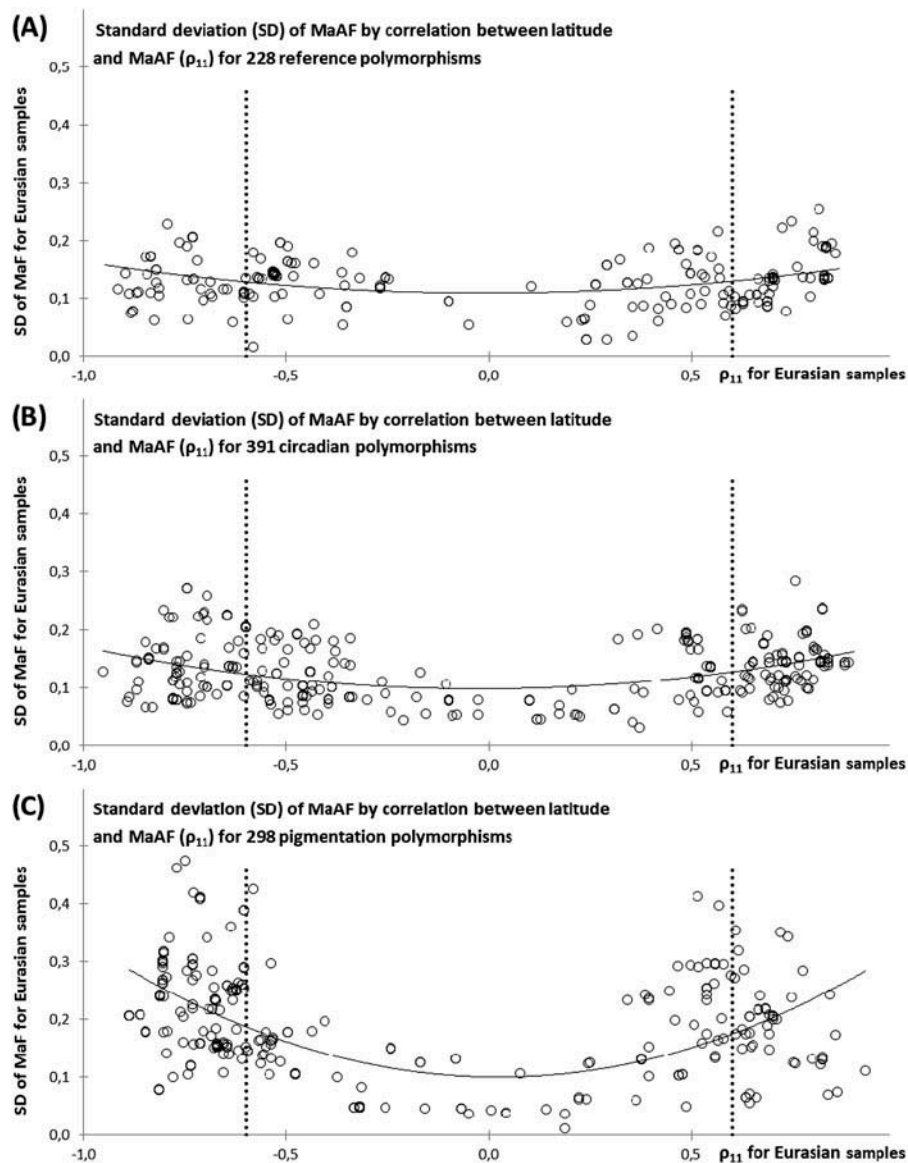 (A)
Standard deviation (SD) of MaAF by correlation between latitude
and MaAF (ρ₁₁) for 228 reference polymorphisms
SD of MaF for Eurasian samples
0,5
0,4
0,3
0,2
0,1
0,0
-1,0
-0,5
0,0
0,5
ρ₁₁ for Eurasian samples
(B)
Standard deviation (SD) of MaAF by correlation between latitude
and MaAF (ρ₁₁) for 391 circadian polymorphisms
SD of MaF for Eurasian samples
0,5
0,4
0,3
0,2
0,1
0,0
-1,0
-0,5
0,0
0,5
ρ₁₁ for Eurasian samples
(C)
Standard deviation (SD) of MaAF by correlation between latitude
and MaAF (ρ₁₁) for 298 pigmentation polymorphisms
SD of MaF for Eurasian samples
0,5
0,4
0,3
0,2
0,1
0,0
-1,0
-0,5
0,0
0,5
ρ₁₁ for Eurasian samples